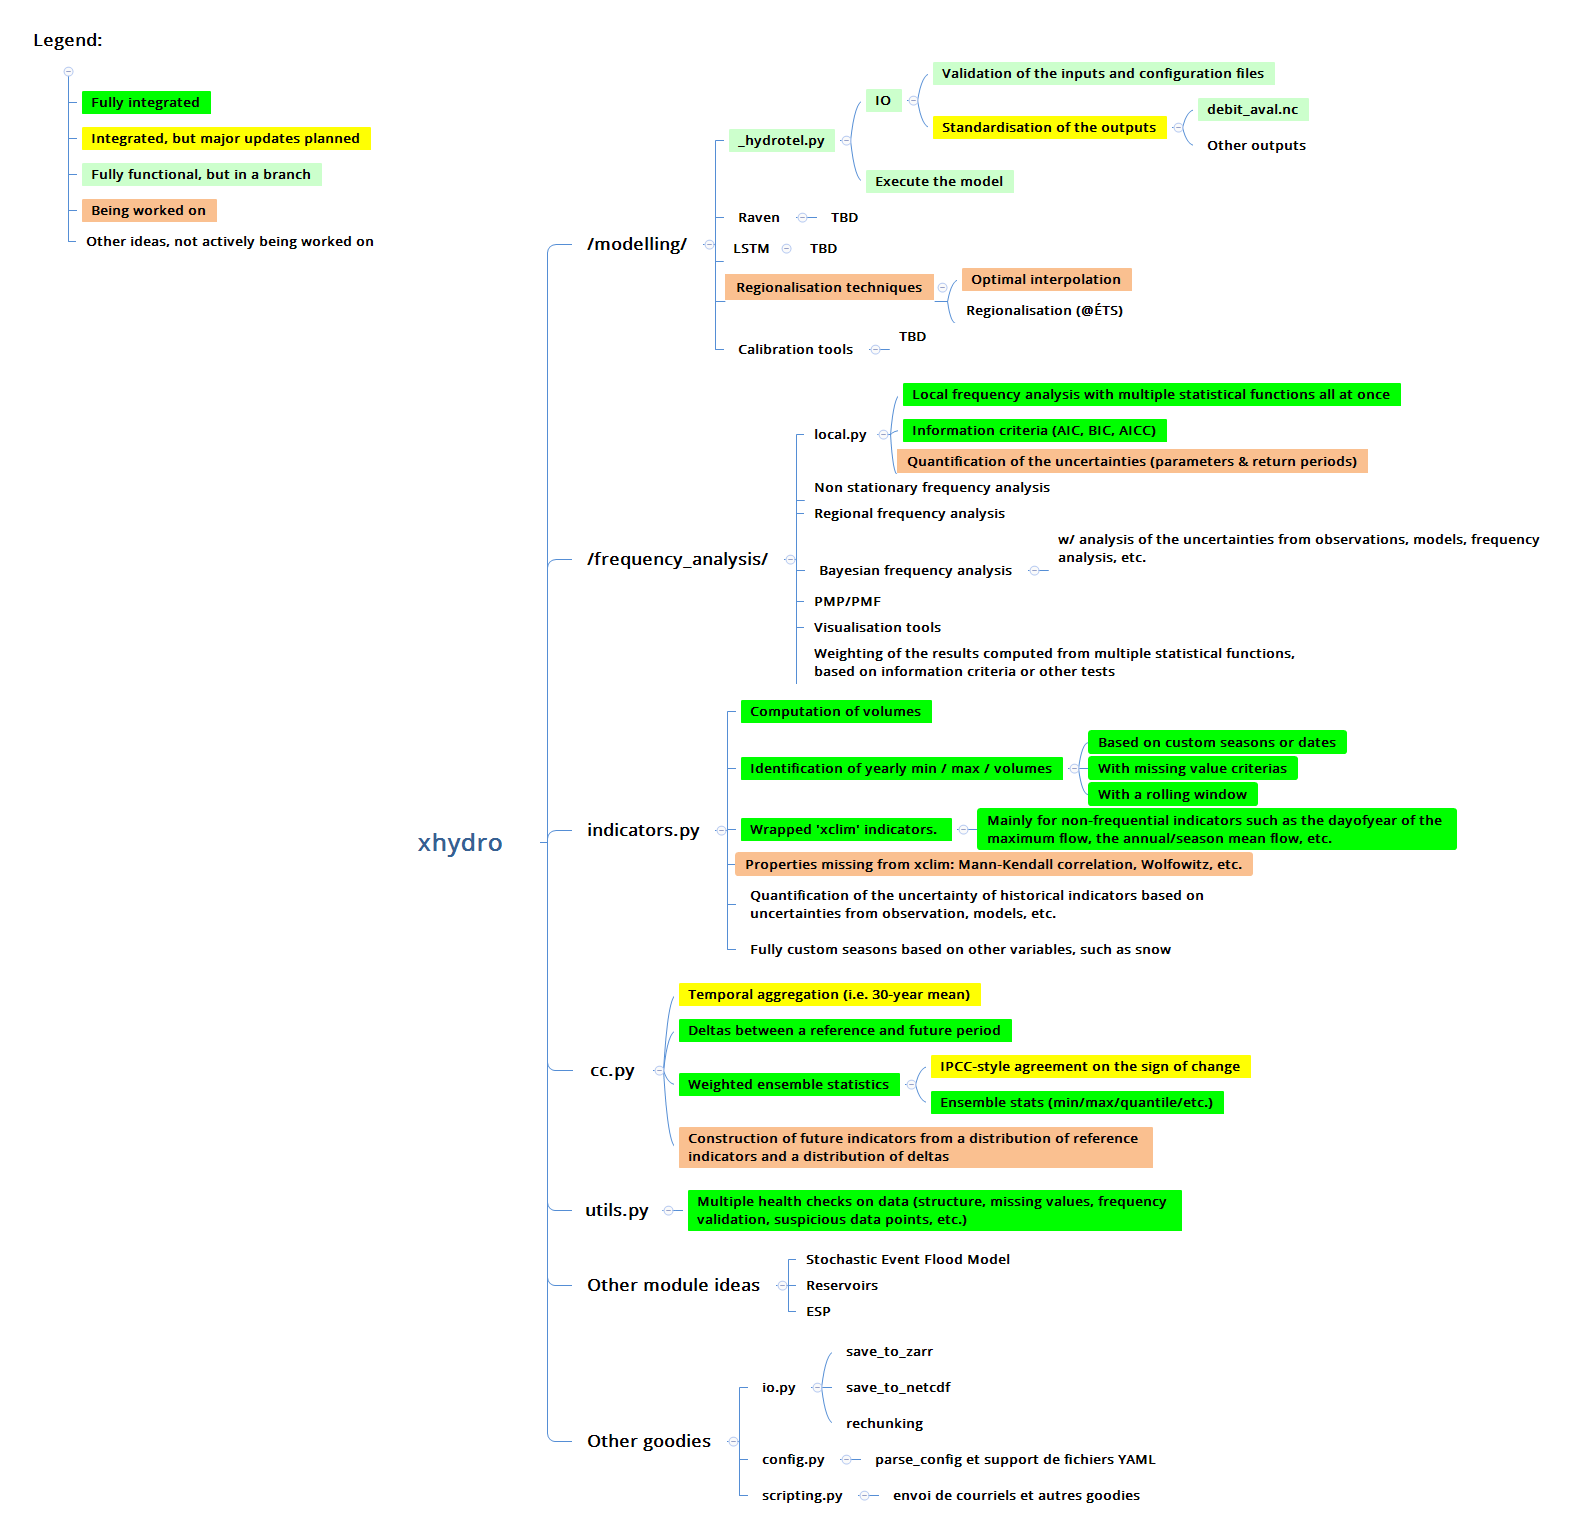 Legend:
Fully integrated
Integrated, but major updates planned
Fully functional, but in a branch
Being worked on
Other ideas, not actively being worked on
xhydro
/modelling/
_hydrotel.py
IO
Validation of the inputs and configuration files
Standardisation of the outputs
debit_aval.nc
Other outputs
Execute the model
Raven
TBD
LSTM
TBD
Regionalisation techniques
Optimal interpolation
Regionalisation (@ÉTS)
Calibration tools
TBD
/frequency_analysis/
local.py
Local frequency analysis with multiple statistical functions all at once
Information criteria (AIC, BIC, AICC)
Quantification of the uncertainties (parameters & return periods)
Non stationary frequency analysis
Regional frequency analysis
Bayesian frequency analysis
w/ analysis of the uncertainties from observations, models, frequency
analysis, etc.
PMP/PMF
Visualisation tools
Weighting of the results computed from multiple statistical functions,
based on information criteria or other tests
indicators.py
Computation of volumes
Identification of yearly min / max / volumes
Based on custom seasons or dates
With missing value criterias
With a rolling window
Wrapped 'xclim' indicators.
Mainly for non-frequential indicators such as the dayofyear of the
maximum flow, the annual/season mean flow, etc.
Properties missing from xclim: Mann-Kendall correlation, Wolfowitz, etc.
Quantification of the uncertainty of historical indicators based on
uncertainties from observation, models, etc.
Fully custom seasons based on other variables, such as snow
cc.py
Temporal aggregation (i.e. 30-year mean)
Deltas between a reference and future period
Weighted ensemble statistics
IPCC-style agreement on the sign of change
Ensemble stats (min/max/quantile/etc.)
Construction of future indicators from a distribution of reference
indicators and a distribution of deltas
utils.py
Multiple health checks on data (structure, missing values, frequency
validation, suspicious data points, etc.)
Other module ideas
Stochastic Event Flood Model
Reservoirs
ESP
Other goodies
io.py
save_to_zarr
save_to_netcdf
rechunking
config.py
parse_config et support de fichiers YAML
scripting.py
envoi de courriels et autres goodies